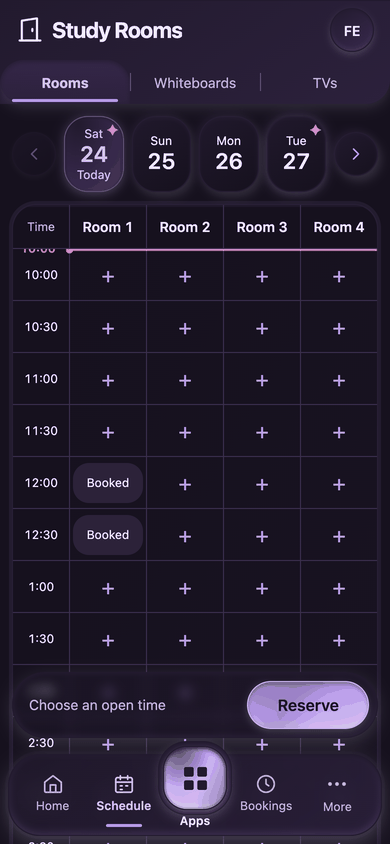 Study Rooms
FE
Rooms
Whiteboards
TVs
Sat
24
Today
Sun
25
Mon
26
Tue
27
Time Room 1 Room 2 Room 3 Room 4
10:00 + + + +
10:30 + + + +
11:00 + + + +
11:30 + + + +
12:00 Booked + + +
12:30 Booked + + +
1:00 + + + +
1:30 + + + +
Choose an open time
Reserve
2:30 + + +
Home
Schedule
Apps
Bookings
More